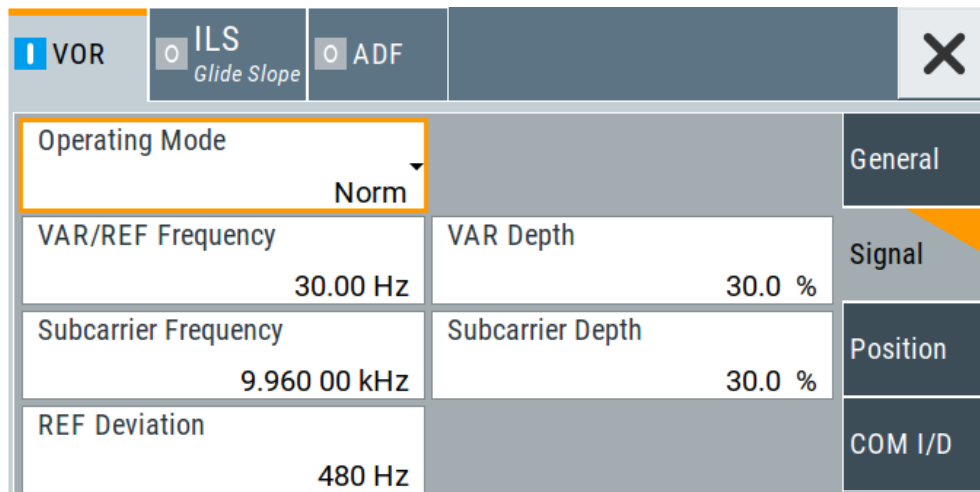 VOR
ILS
Glide Slope
ADF
Operating Mode
Norm
General
VAR/REF Frequency
30.00 Hz
VAR Depth
30.0 %
Signal
Subcarrier Frequency
9.960 00 kHz
Subcarrier Depth
30.0 %
Position
REF Deviation
480 Hz
COM I/D